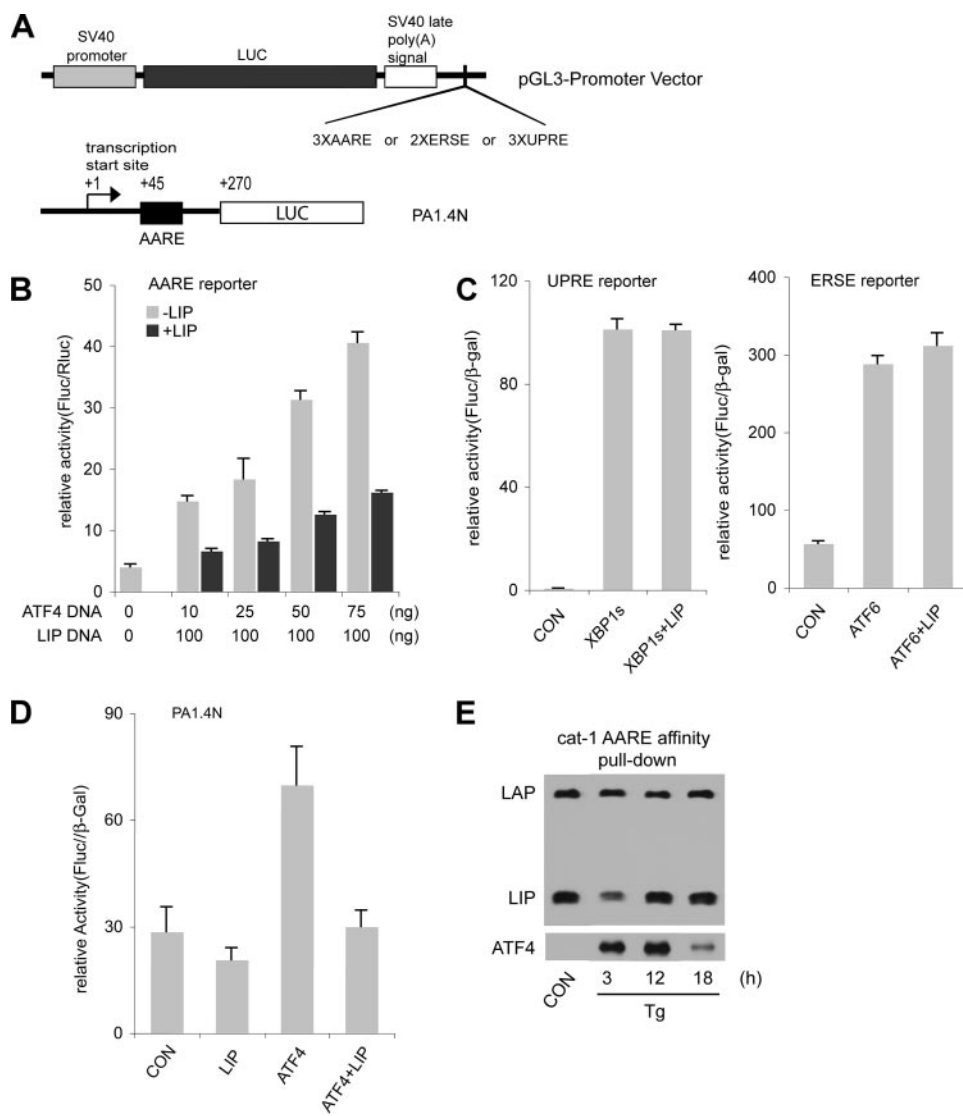 A
SV40
promoter
LUC
SV40 late
poly(A)
signal
pGL3-Promoter Vector
3XAARE or 2XERSE or 3XUPRE
transcription
start site
+1
+45
+270
LUC
AARE
PA1.4N
B
AARE reporter
-LIP
+LIP
relative activity(Fluc/Rluc)
50
40
30
20
10
0
ATF4 DNA 0 10 25 50 75 (ng)
LIP DNA 0 100 100 100 100 (ng)
C
UPRE reporter
relative activity(Fluc/β-gal)
120
80
40
0
CON
XBP1s
XBP1s+LIP
ERSE reporter
relative activity(Fluc/β-gal)
400
300
200
100
0
CON
ATF6
ATF6+LIP
D
PA1.4N
relative Activity(Fluc//β-Gal)
90
60
30
0
CON
LIP
ATF4
ATF4+LIP
E
cat-1 AARE affinity
pull-down
LAP
LIP
ATF4
CON
3 12 18 (h)
Tg